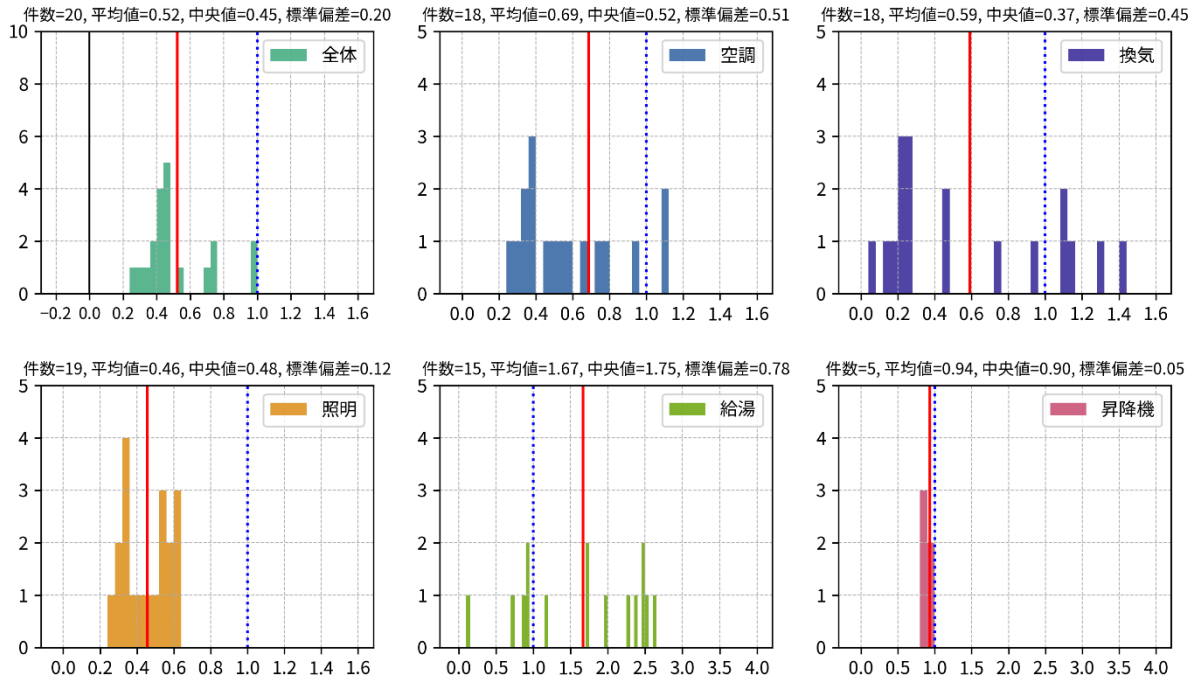 件数=20, 平均値=0.52, 中央値=0.45, 標準偏差=0.20
全体
10
8
6
4
2
0
−0.2 0.0 0.2 0.4 0.6 0.8 1.0 1.2 1.4 1.6
件数=18, 平均値=0.69, 中央値=0.52, 標準偏差=0.51
空調
5
4
3
2
1
0
0.0 0.2 0.4 0.6 0.8 1.0 1.2 1.4 1.6
件数=18, 平均値=0.59, 中央値=0.37, 標準偏差=0.45
換気
5
4
3
2
1
0
0.0 0.2 0.4 0.6 0.8 1.0 1.2 1.4 1.6
件数=19, 平均値=0.46, 中央値=0.48, 標準偏差=0.12
照明
5
4
3
2
1
0
0.0 0.2 0.4 0.6 0.8 1.0 1.2 1.4 1.6
件数=15, 平均値=1.67, 中央値=1.75, 標準偏差=0.78
給湯
5
4
3
2
1
0
0.0 0.5 1.0 1.5 2.0 2.5 3.0 3.5 4.0
件数=5, 平均値=0.94, 中央値=0.90, 標準偏差=0.05
昇降機
5
4
3
2
1
0
0.0 0.5 1.0 1.5 2.0 2.5 3.0 3.5 4.0